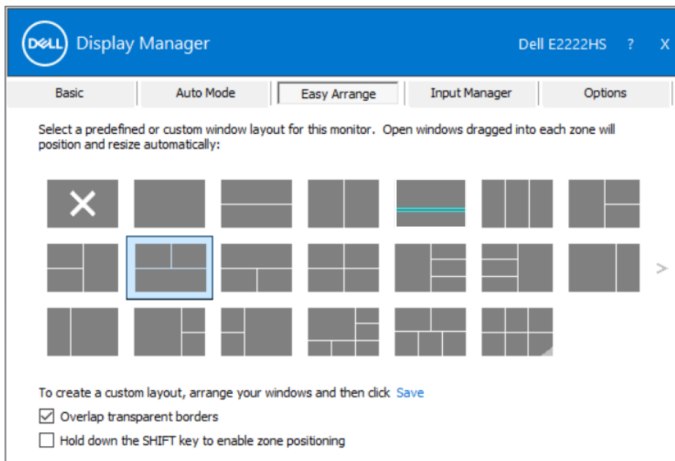 DELL Display Manager Dell E2222HS ? X
Basic Auto Mode Easy Arrange Input Manager Options
Select a predefined or custom window layout for this monitor. Open windows dragged into each zone will
position and resize automatically:
>
To create a custom layout, arrange your windows and then click Save
Overlap transparent borders
Hold down the SHIFT key to enable zone positioning